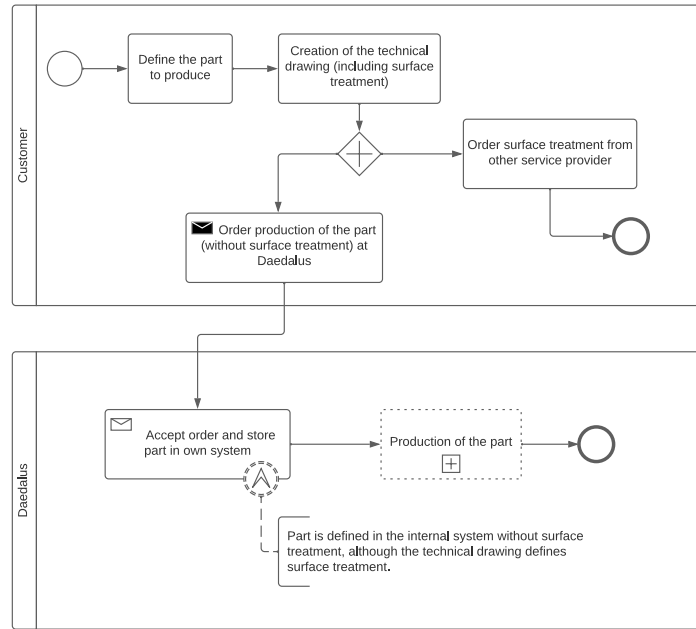 Customer
Define the part
to produce
Creation of the technical
drawing (including surface
treatment)
Order surface treatment from
other service provider
Order production of the part
(without surface treatment) at
Daedalus
Daedalus
Accept order and store
part in own system
Production of the part
Part is defined in the internal system without surface
treatment, although the technical drawing defines
surface treatment.